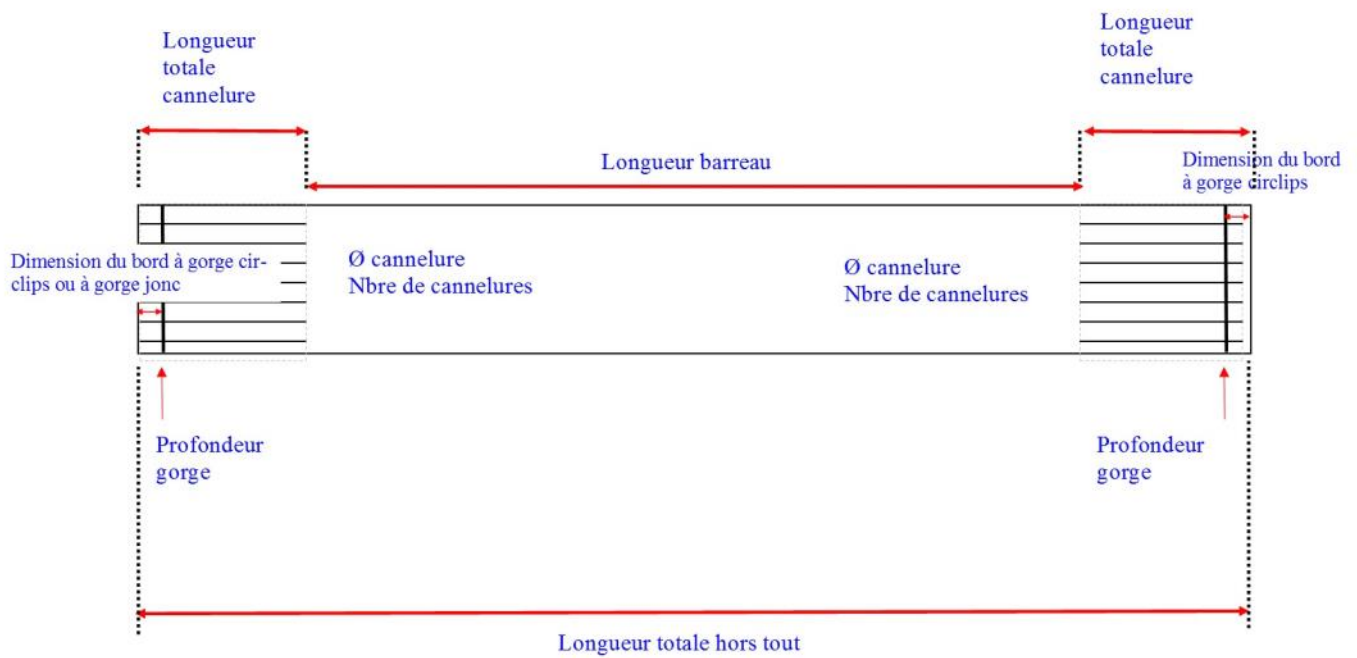 Longueur
totale
cannelure
Longueur
totale
cannelure
Longueur barreau
Dimension du bord
à gorge circlips
Dimension du bord à gorge cir-
clips ou à gorge jonc
Ø cannelure
Nbre de cannelures
Ø cannelure
Nbre de cannelures
Profondeur
gorge
Profondeur
gorge
Longueur totale hors tout